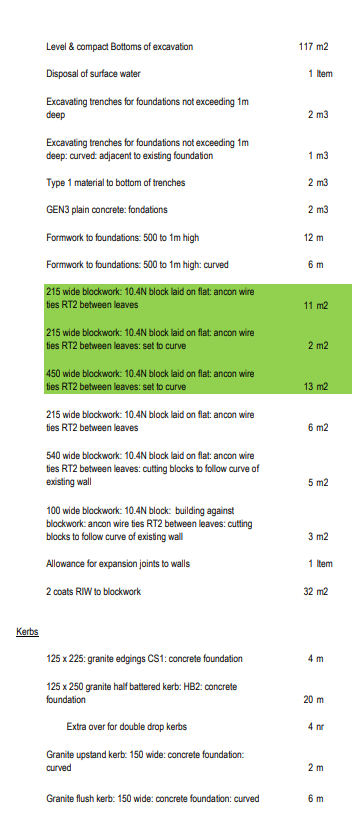 Level & compact Bottoms of excavation 117 m2
Disposal of surface water 1 Item
Excavating trenches for foundations not exceeding 1m
deep 2 m3
Excavating trenches for foundations not exceeding 1m
deep: curved: adjacent to existing foundation 1 m3
Type 1 material to bottom of trenches 2 m3
GEN3 plain concrete: fondations 2 m3
Formwork to foundations: 500 to 1m high 12 m
Formwork to foundations: 500 to 1m high: curved 6 m
215 wide blockwork: 10.4N block laid on flat: ancon wire
ties RT2 between leaves 11 m2
215 wide blockwork: 10.4N block laid on flat: ancon wire
ties RT2 between leaves: set to curve 2 m2
450 wide blockwork: 10.4N block laid on flat: ancon wire
ties RT2 between leaves: set to curve 13 m2
215 wide blockwork: 10.4N block laid on flat: ancon wire
ties RT2 between leaves 6 m2
540 wide blockwork: 10.4N block laid on flat: ancon wire
ties RT2 between leaves: cutting blocks to follow curve of
existing wall 5 m2
100 wide blockwork: 10.4N block: building against
blockwork: ancon wire ties RT2 between leaves: cutting
blocks to follow curve of existing wall 3 m2
Allowance for expansion joints to walls 1 Item
2 coats RIW to blockwork 32 m2
Kerbs
125 x 225: granite edgings CS1: concrete foundation 4 m
125 x 250 granite half battered kerb: HB2: concrete
foundation 20 m
Extra over for double drop kerbs 4 nr
Granite upstand kerb: 150 wide: concrete foundation:
curved 2 m
Granite flush kerb: 150 wide: concrete foundation: curved 6 m